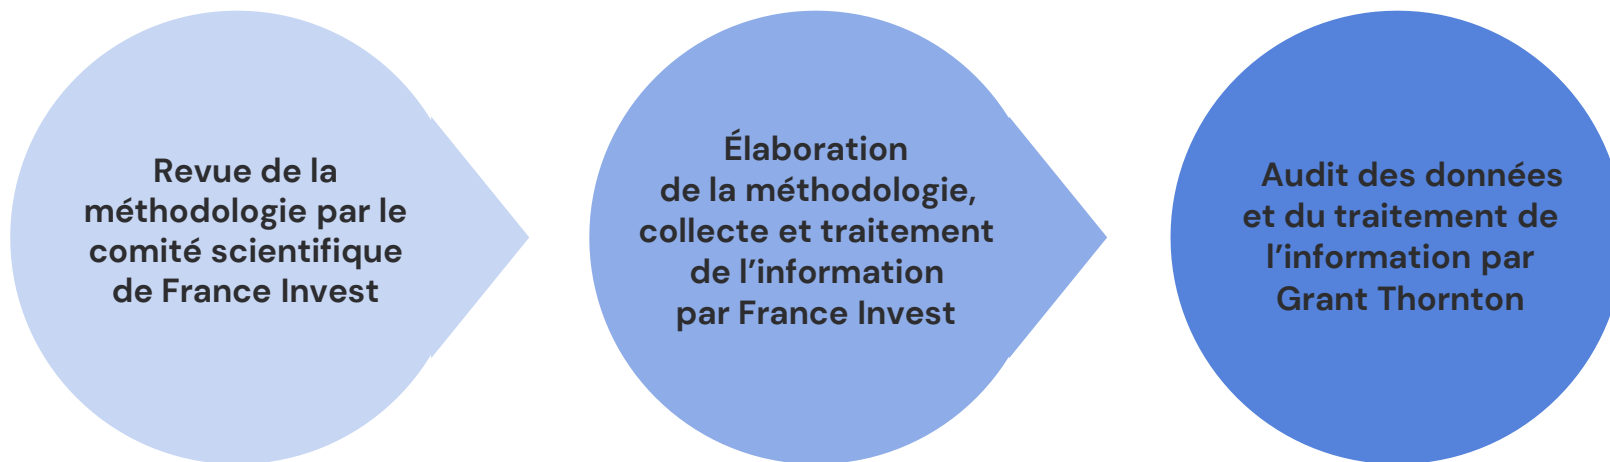 Revue de la
méthodologie par le
comité scientifique
de France Invest
Élaboration
de la méthodologie,
collecte et traitement
de l’information
par France Invest
Audit des données
et du traitement de
l’information par
Grant Thornton